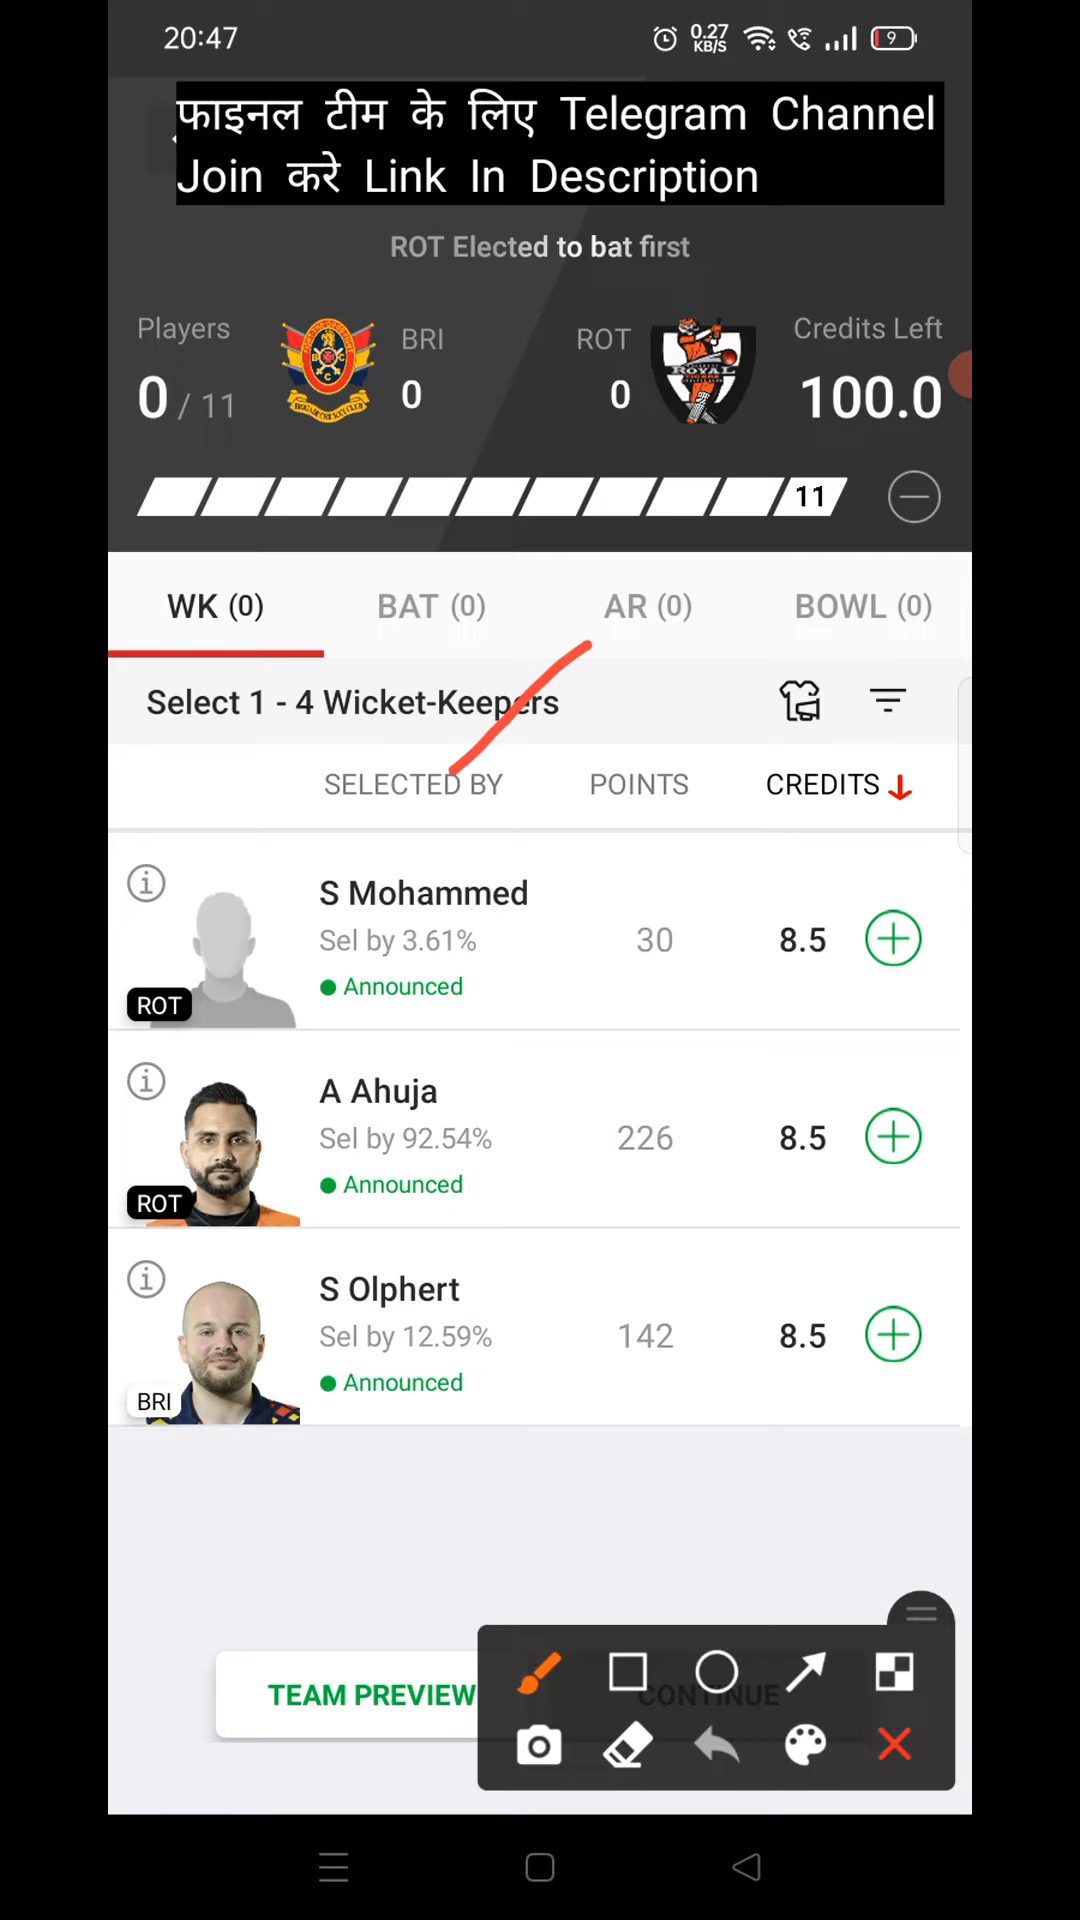 20:47
0.27 KB/S
9
फाइनल टीम के लिए Telegram Channel
Join करे Link In Description
ROT Elected to bat first
Players
BRI
ROT
Credits Left
0 / 11
0
0
100.0
11
WK (0)
BAT (0)
AR (0)
BOWL (0)
Select 1 - 4 Wicket-Keepers
SELECTED BY
POINTS
CREDITS
S Mohammed
Sel by 3.61%
30
8.5
Announced
ROT
A Ahuja
Sel by 92.54%
226
8.5
Announced
ROT
S Olphert
Sel by 12.59%
142
8.5
Announced
BRI
TEAM PREVIEW
CONTINUE